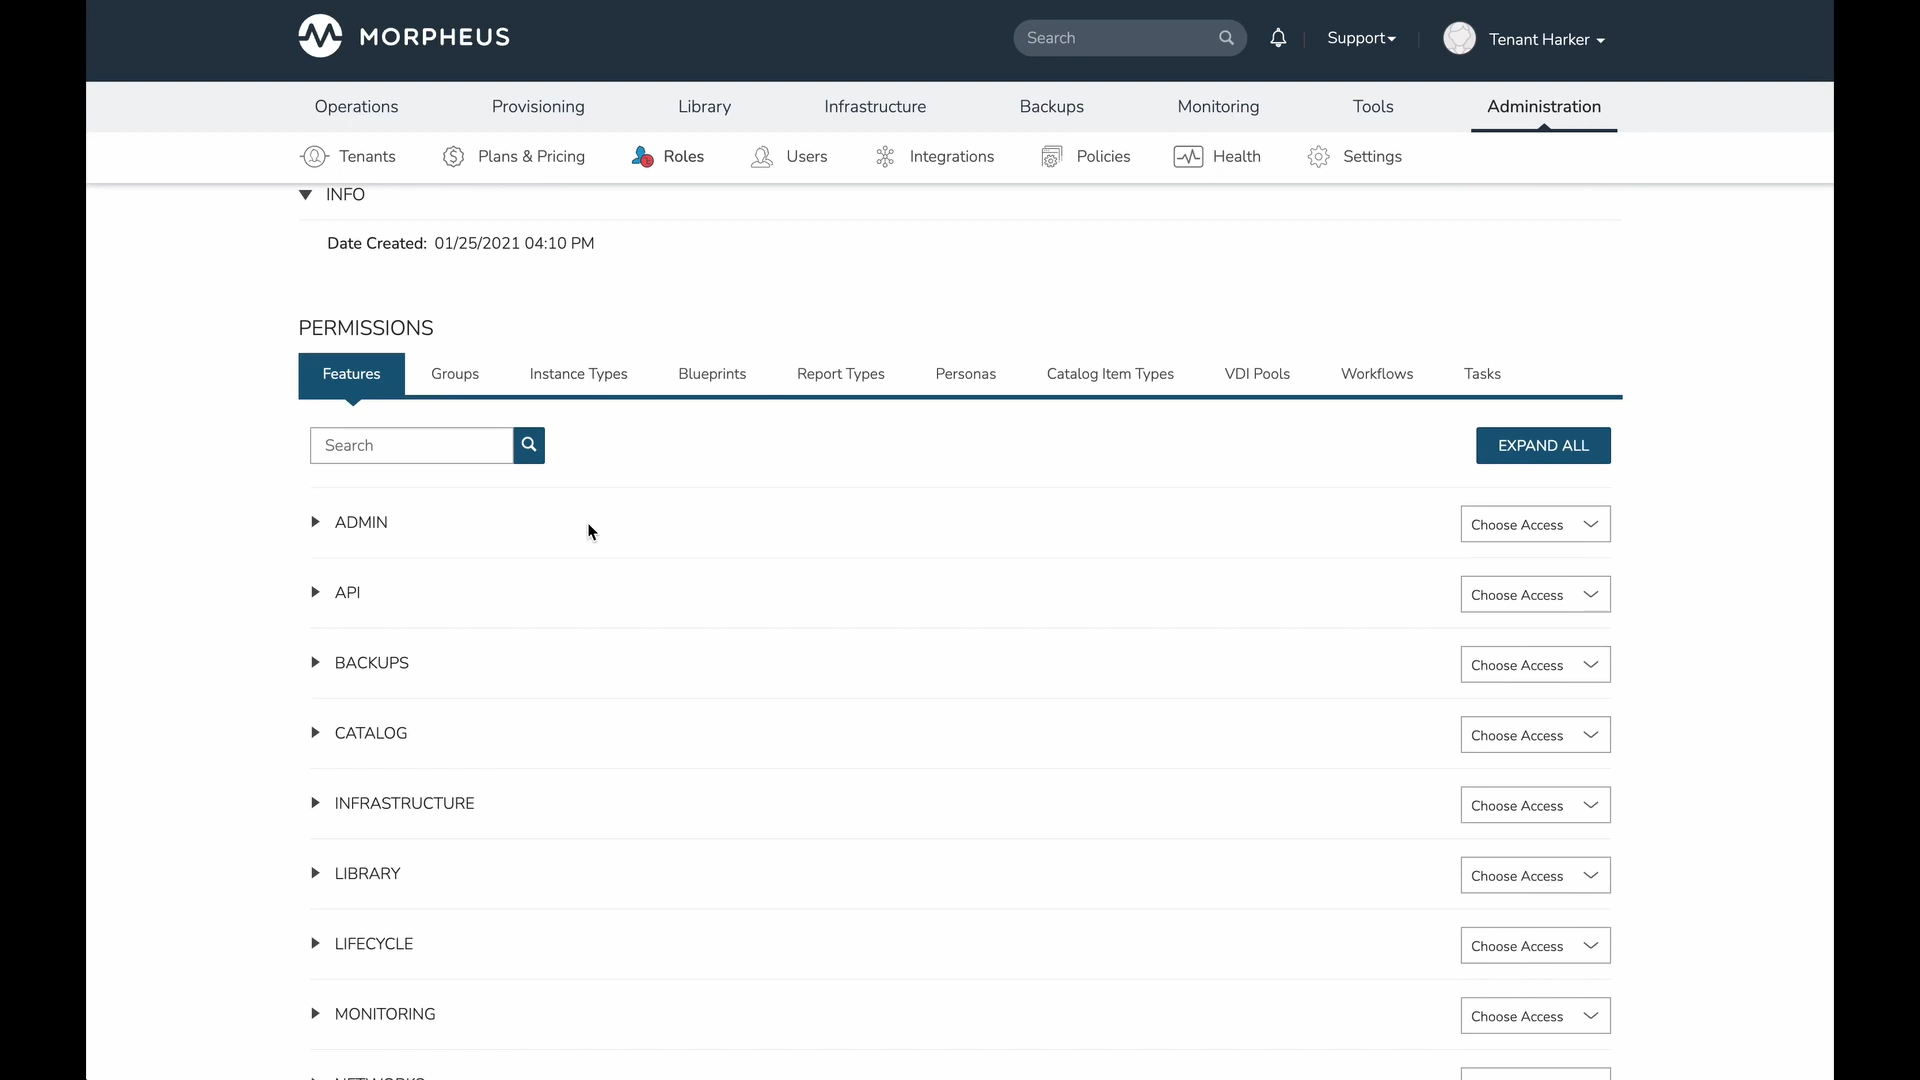 MORPHEUS
Search
Support
Tenant Harker
Operations Provisioning Library Infrastructure Backups Monitoring Tools Administration
Tenants Plans & Pricing Roles Users Integrations Policies Health Settings
INFO
Date Created: 01/25/2021 04:10 PM
PERMISSIONS
Features Groups Instance Types Blueprints Report Types Personas Catalog Item Types VDI Pools Workflows Tasks
Search
EXPAND ALL
ADMIN Choose Access
API Choose Access
BACKUPS Choose Access
CATALOG Choose Access
INFRASTRUCTURE Choose Access
LIBRARY Choose Access
LIFECYCLE Choose Access
MONITORING Choose Access